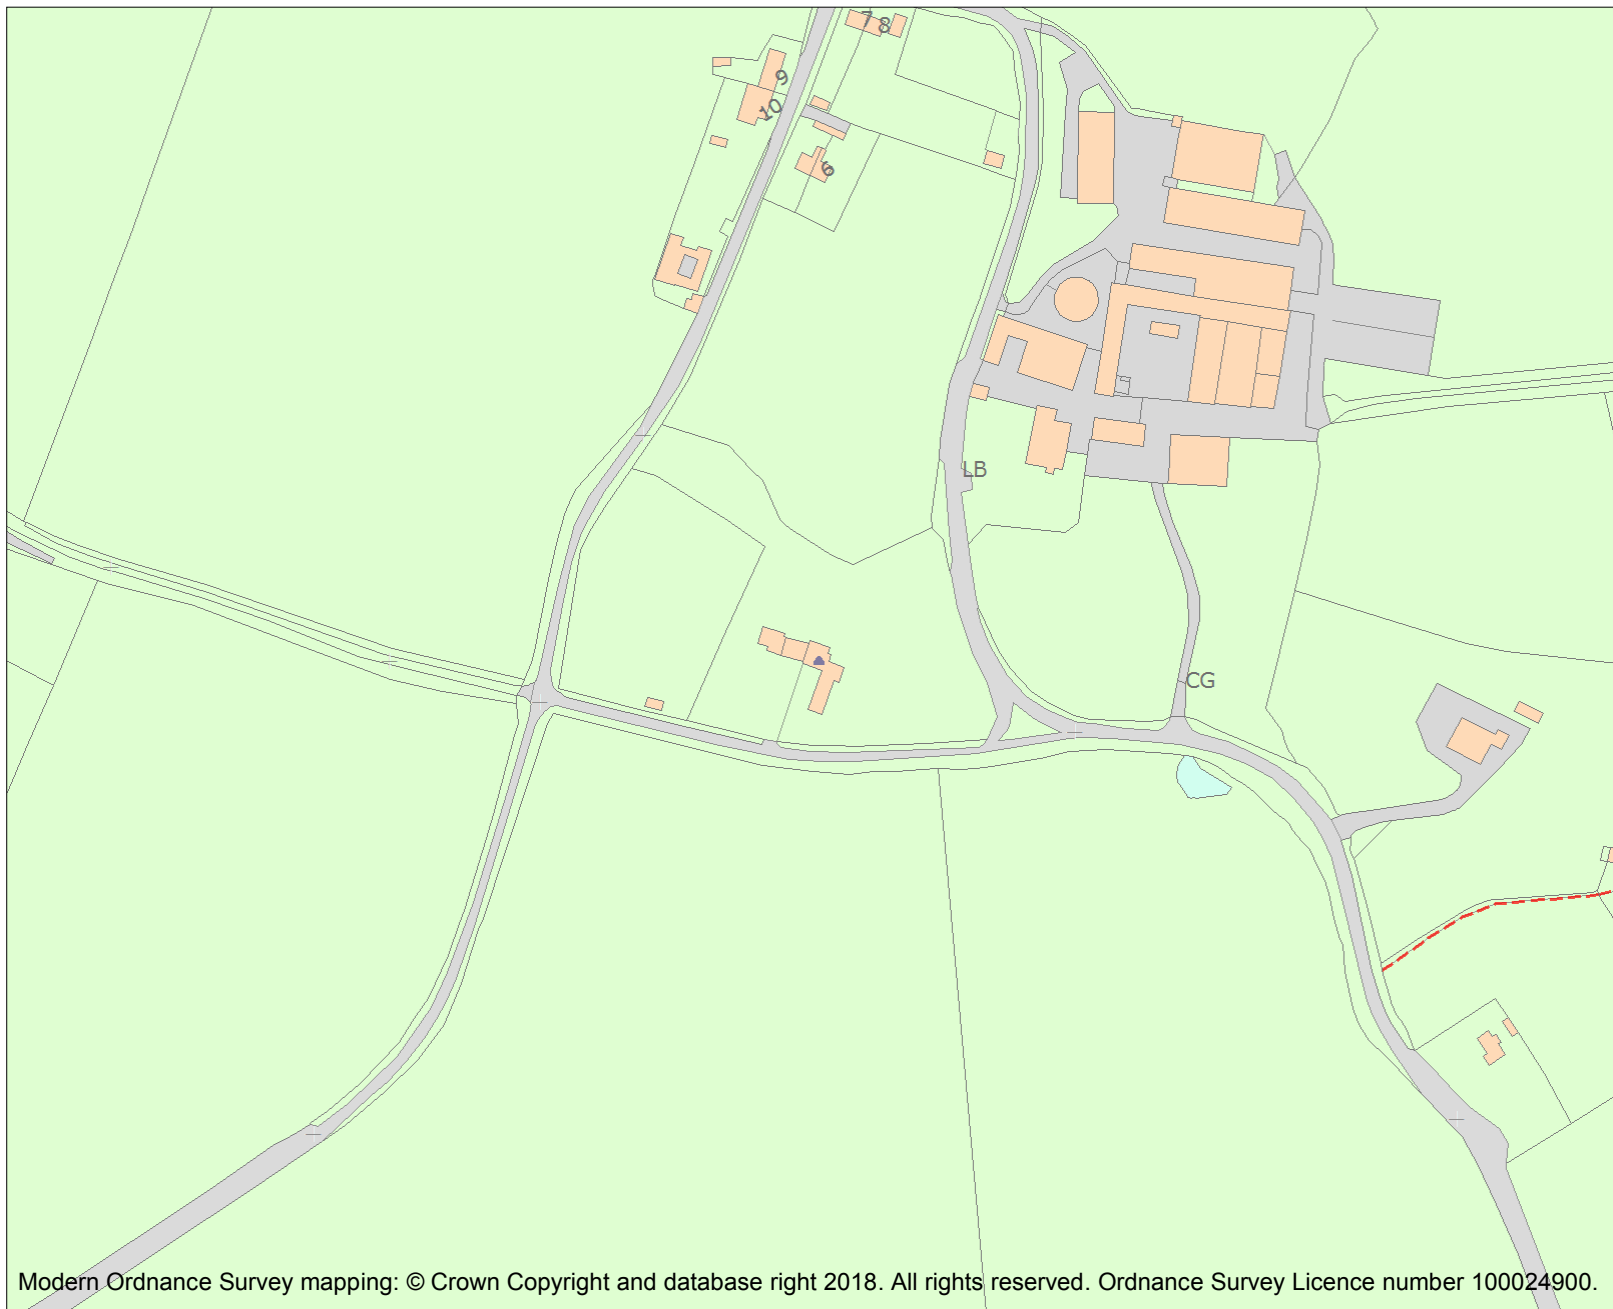 7
8
9
10
6
LB
CG
Modern Ordnance Survey mapping: © Crown Copyright and database right 2018. All rights reserved. Ordnance Survey Licence number 100024900.